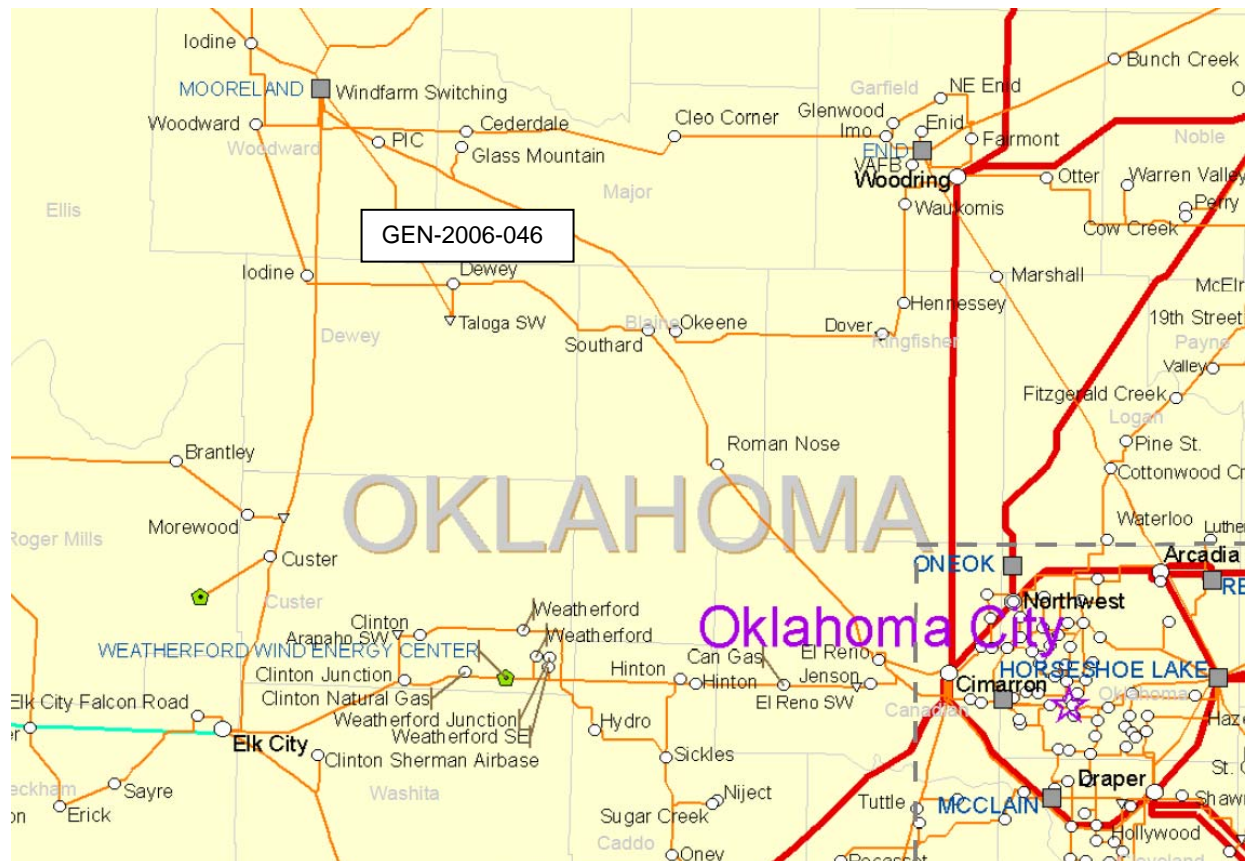 Iodine
Bunch Creek
MOORELAND
Windfarm Switching
Garfield
NE Enid
Glenwood
Woodward
Cederdale
Cleo Corner
Imo
Enid
Fairmont
Noble
PIC
Woodward
Glass Mountain
ENID
VAFB
Woodring
Otter
Warren Valley
Ellis
Major
Waukomis
Perry
Cow Creek
GEN-2006-046
Iodine
Dewey
Marshall
Hennessey
Taloga SW
Dewey
Southard
Blaine
Okeene
Dover
Kingfisher
19th Street
Payne
Valley
Fitzgerald Creek
Logan
Brantley
Roman Nose
Pine St.
OKLAHOMA
Morewood
Waterloo
Roger Mills
Custer
ONEOK
Arcadia
Custer
Northwest
Weatherford
Clinton
Weatherford
Arapaho SW
Oklahoma City
WEATHERFORD WIND ENERGY CENTER
Can Gas
El Reno
HORSESHOE LAKE
Clinton Junction
Hinton
Hinton
Jenson
Cimarron
Oklahoma
Clinton Natural Gas
El Reno SW
Canadian
Elk City Falcon Road
Weatherford Junction
Hydro
Elk City
Weatherford SE
Clinton Sherman Airbase
Sickles
Draper
Sayre
Washita
Niject
Erick
Sugar Creek
Tuttle
MCCLAIN
Hollywood
Caddo
Oney